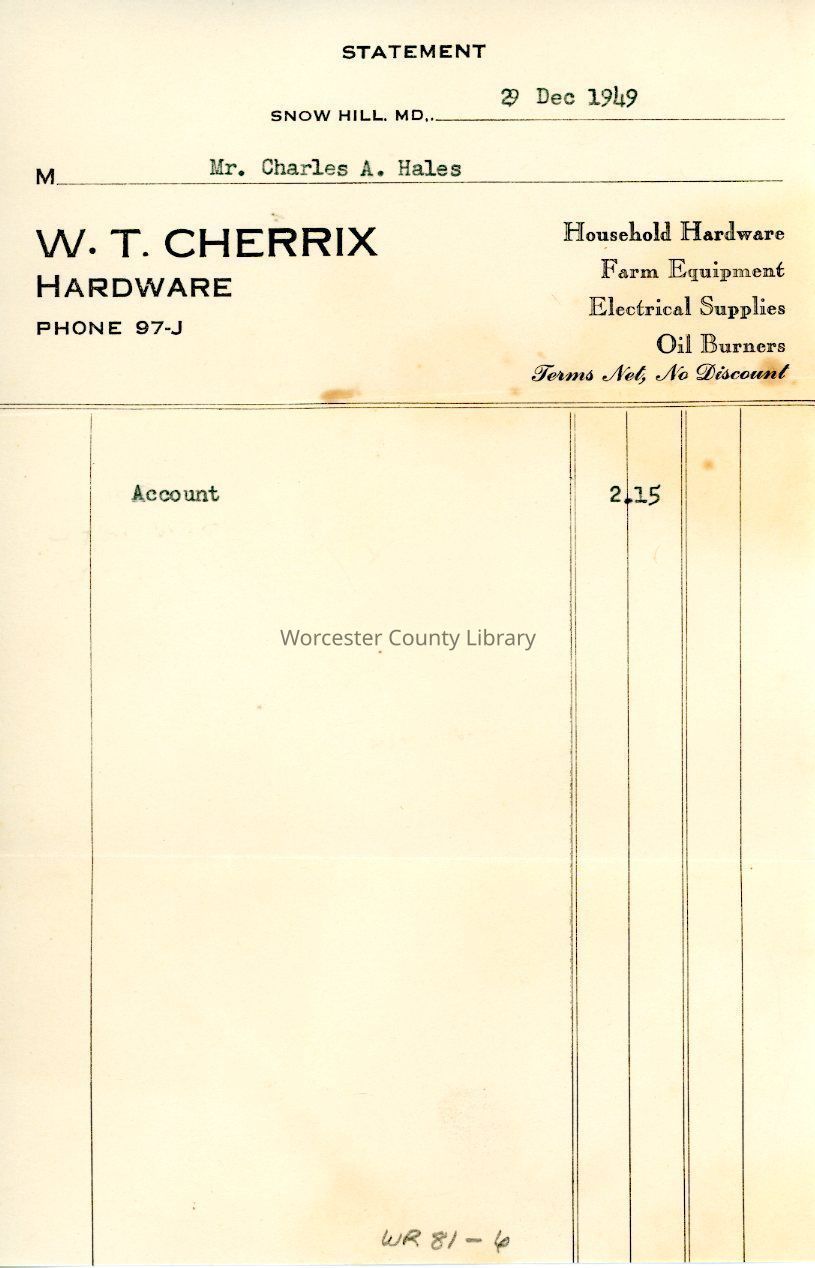 STATEMENT
29 Dec 1949
SNOW HILL, MD.,
M Mr. Charles A. Hales
W. T. CHERRIX
HARDWARE
PHONE 97-J
Household Hardware
Farm Equipment
Electrical Supplies
Oil Burners
Terms Net, No Discount
Account 2.15
Worcester County Library
WR 81-6